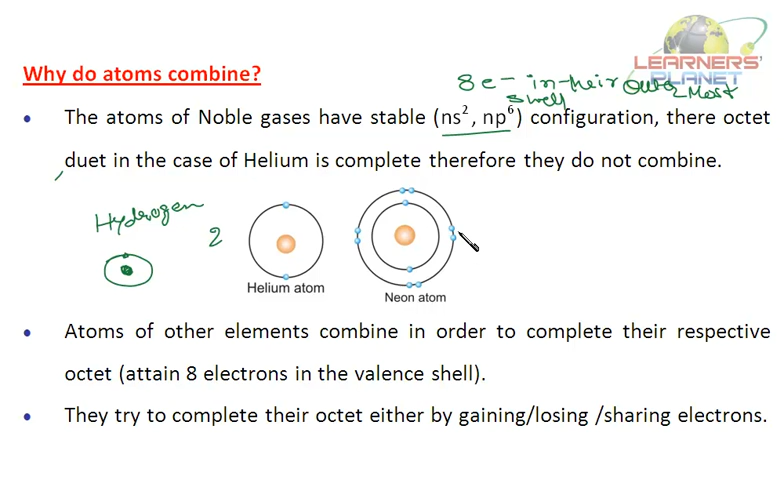 LEARNERS'
PLANET
Why do atoms combine?
8 e- in their outer most
shell
• The atoms of Noble gases have stable (ns², np⁶) configuration, there octet
duet in the case of Helium is complete therefore they do not combine.
Hydrogen
2
Helium atom
Neon atom
• Atoms of other elements combine in order to complete their respective
octet (attain 8 electrons in the valence shell).
• They try to complete their octet either by gaining/losing /sharing electrons.